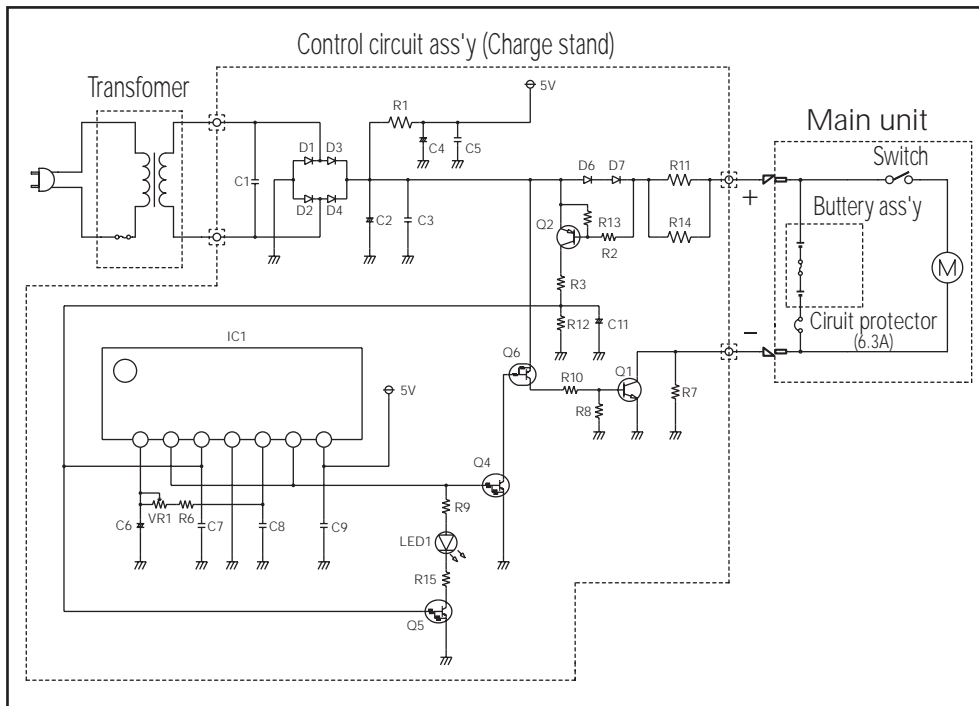 Control circuit ass'y (Charge stand)
Transfomer
5V
R1
Main unit
C4
C5
Switch
D1
D3
D6
D7
R11
C1
+
Buttery ass'y
D2
D4
C2
C3
Q2
R13
R14
R2
M
R3
R12
C11
−
Ciruit protector
(6.3A)
IC1
Q6
Q1
R10
R7
5V
R8
Q4
R9
C6
VR1
R6
C7
C8
C9
LED1
R15
Q5